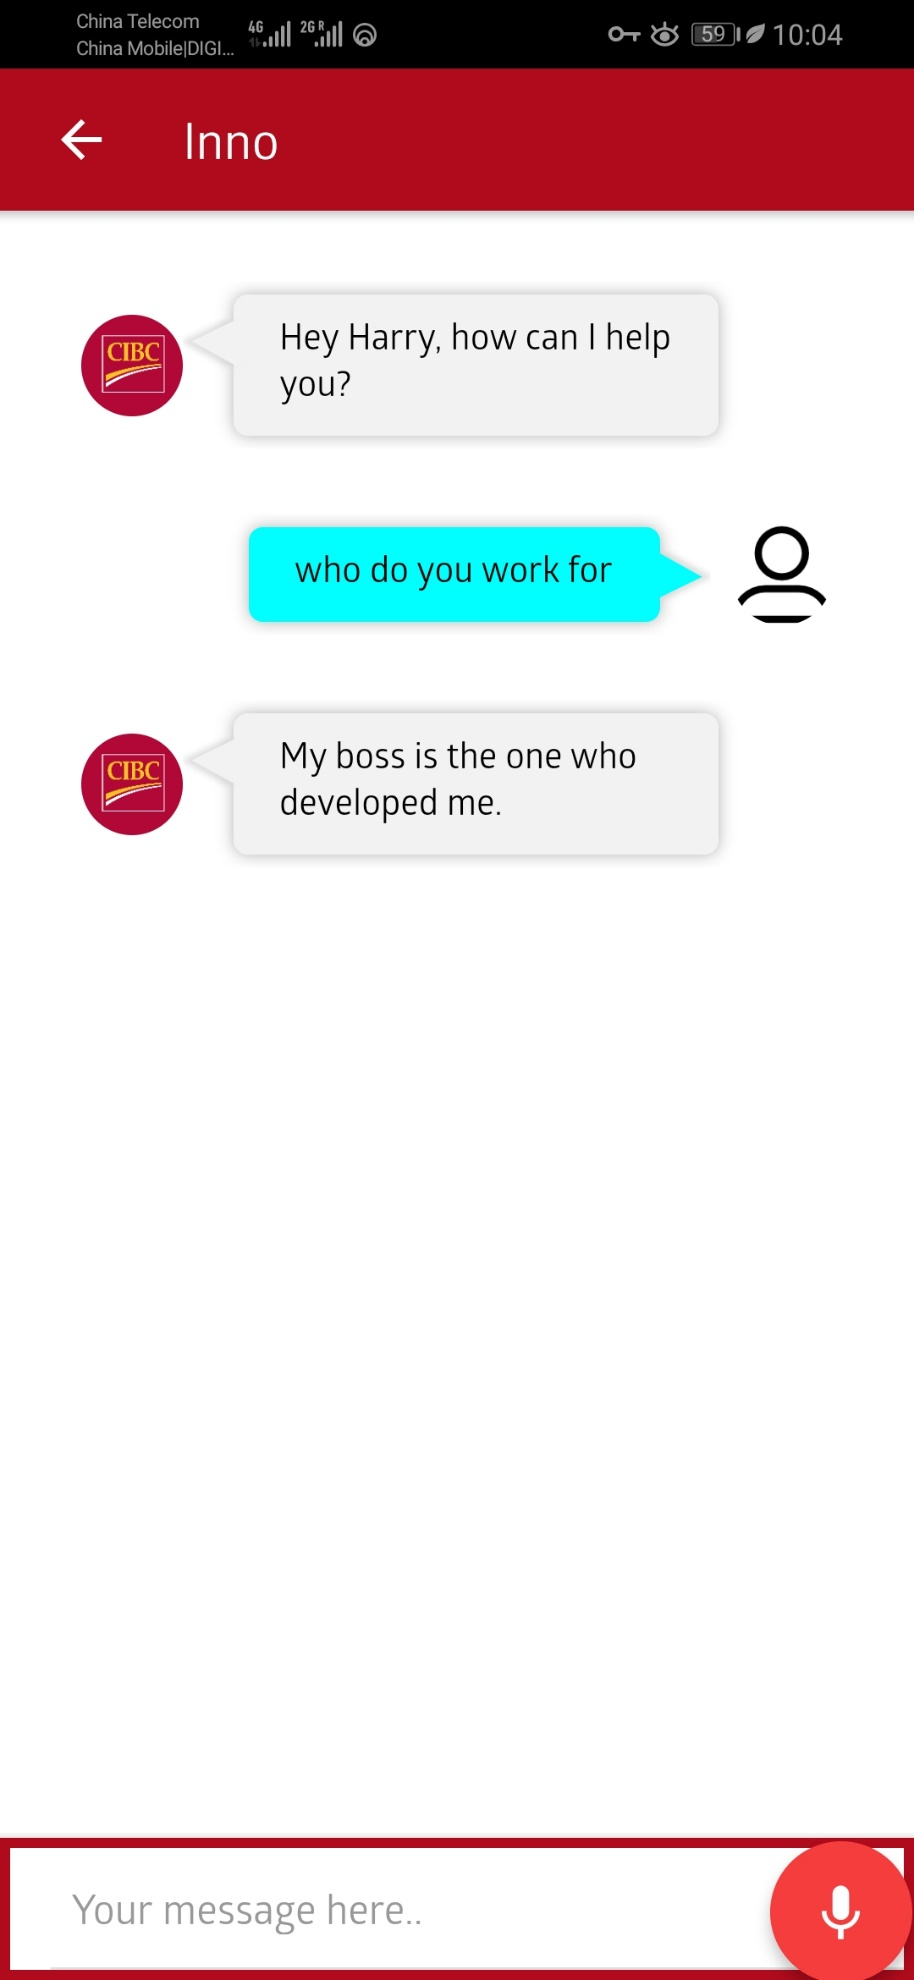 China Telecom
China Mobile|DIGI...
4G
2G R
59
10:04
Inno
CIBC
Hey Harry, how can I help
you?
who do you work for
CIBC
My boss is the one who
developed me.
Your message here..